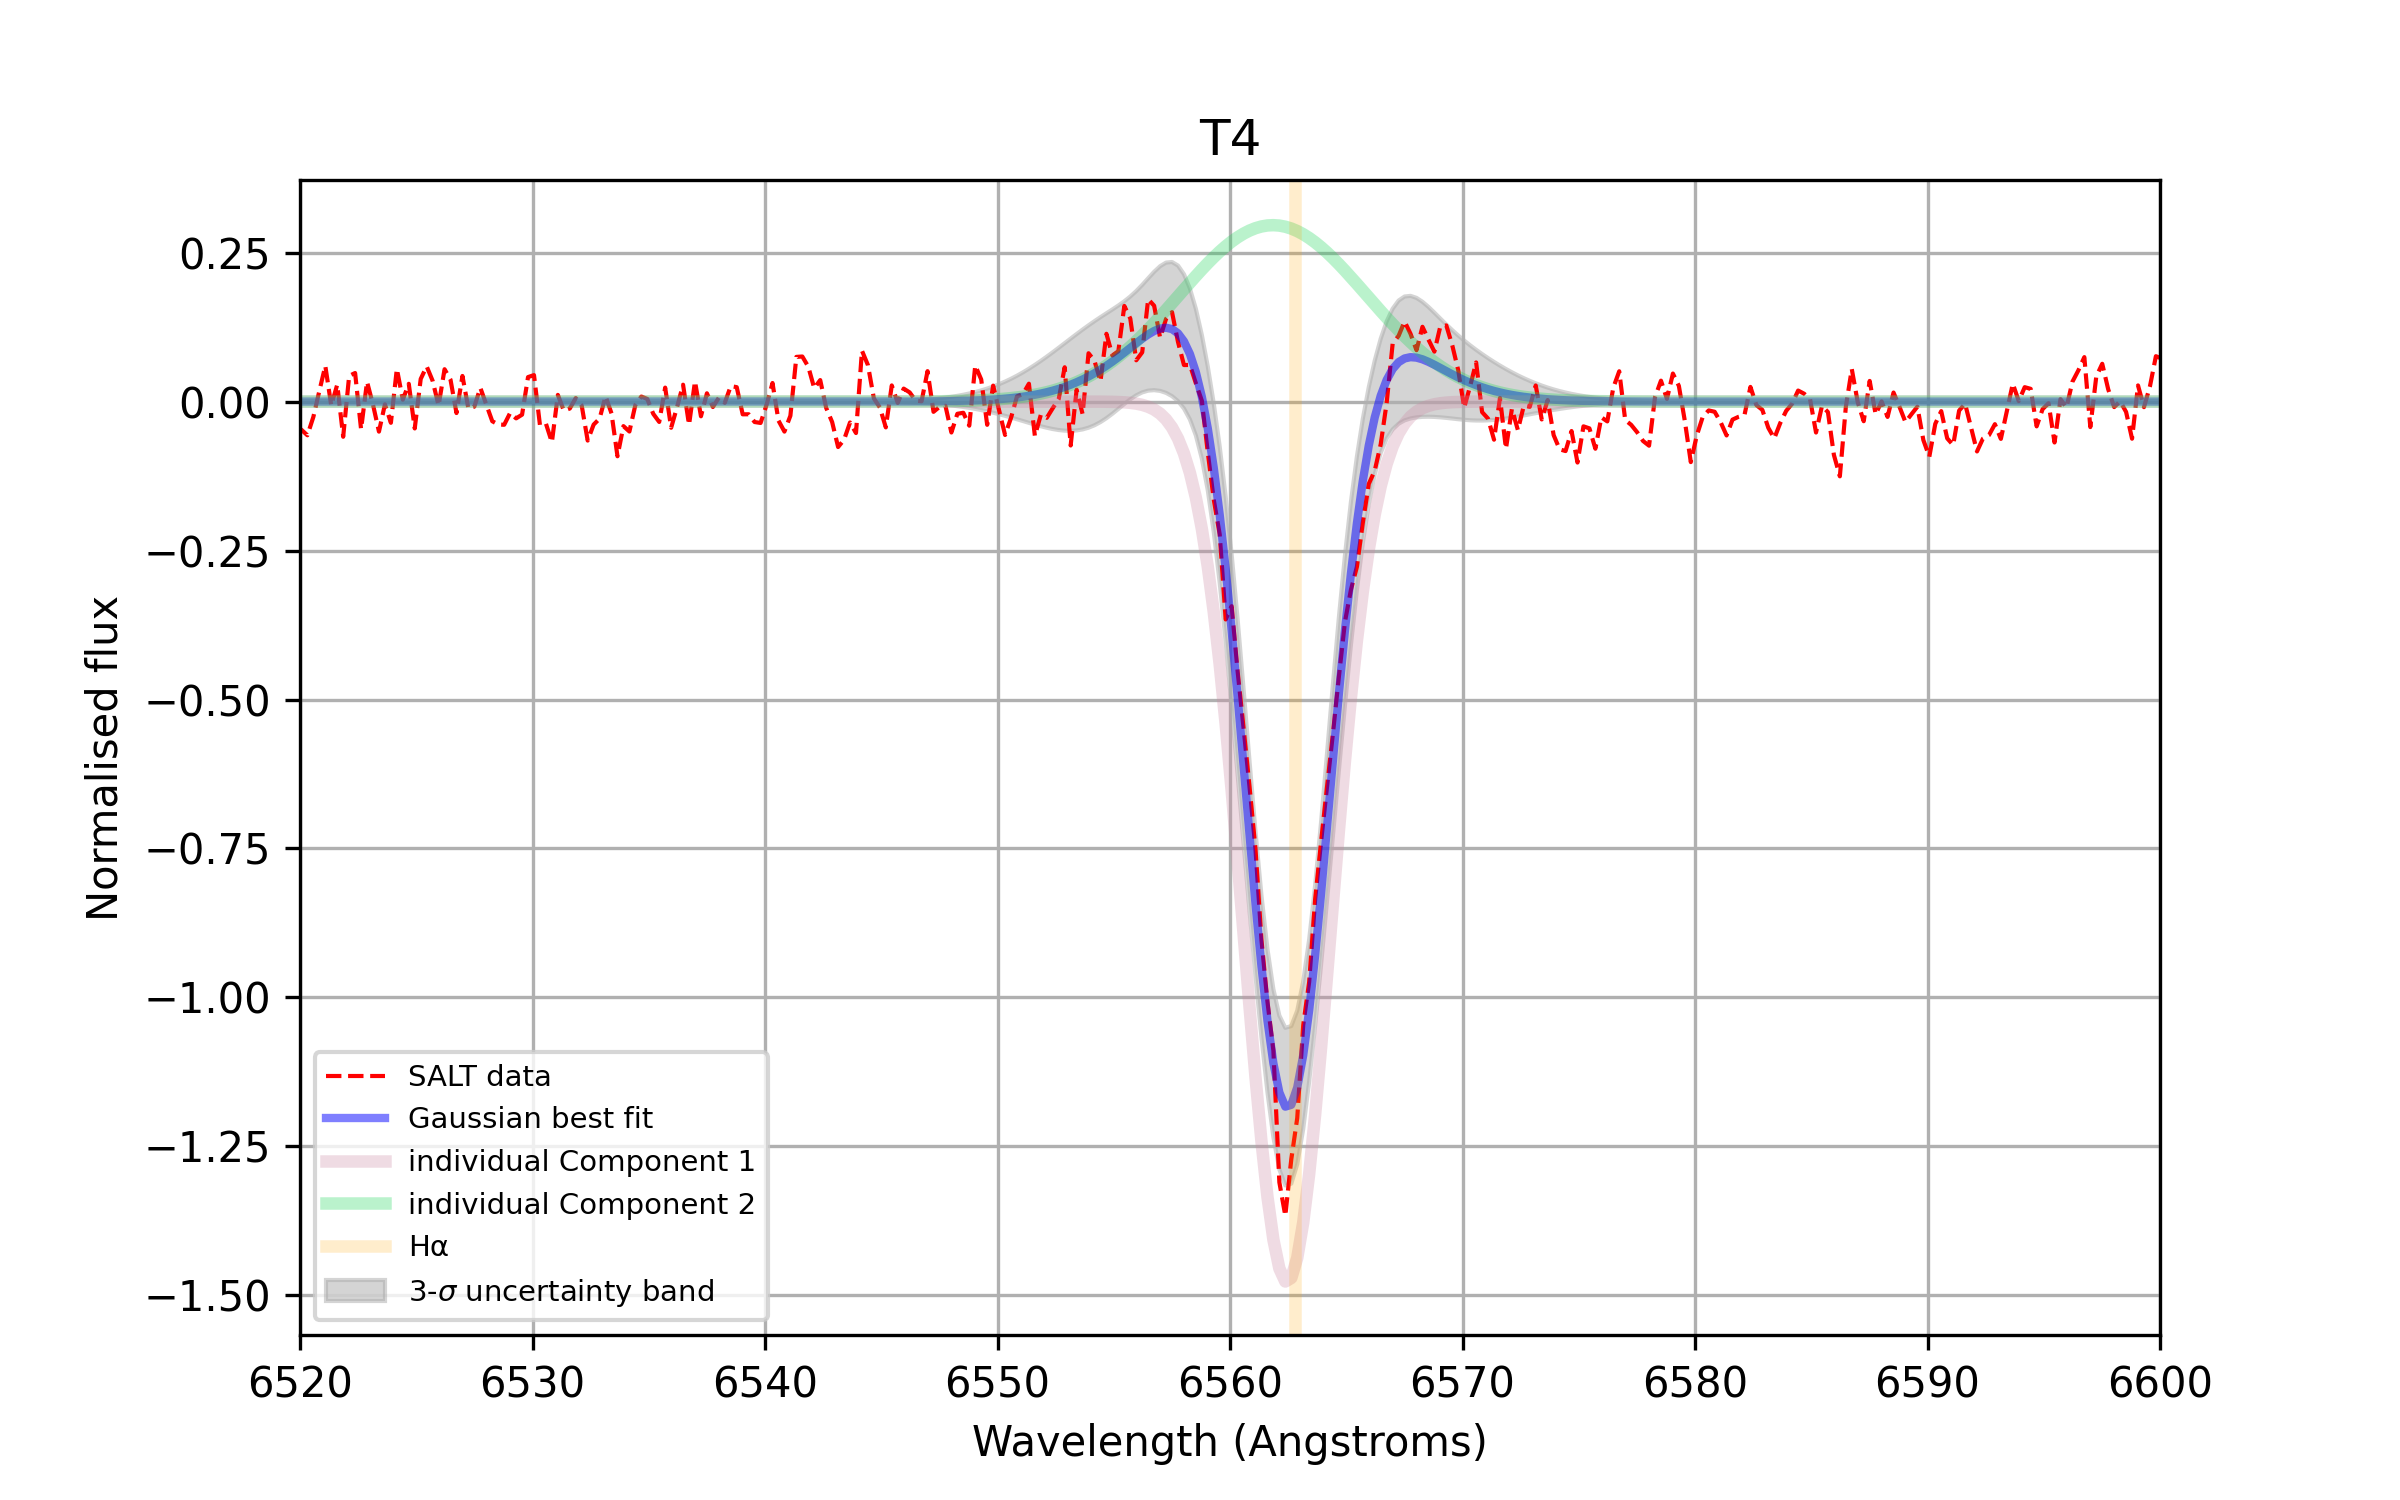 T4
Normalised flux
0.25
0.00
−0.25
−0.50
−0.75
−1.00
−1.25
−1.50
SALT data
Gaussian best fit
individual Component 1
individual Component 2
Hα
3-σ uncertainty band
6520 6530 6540 6550 6560 6570 6580 6590 6600
Wavelength (Angstroms)